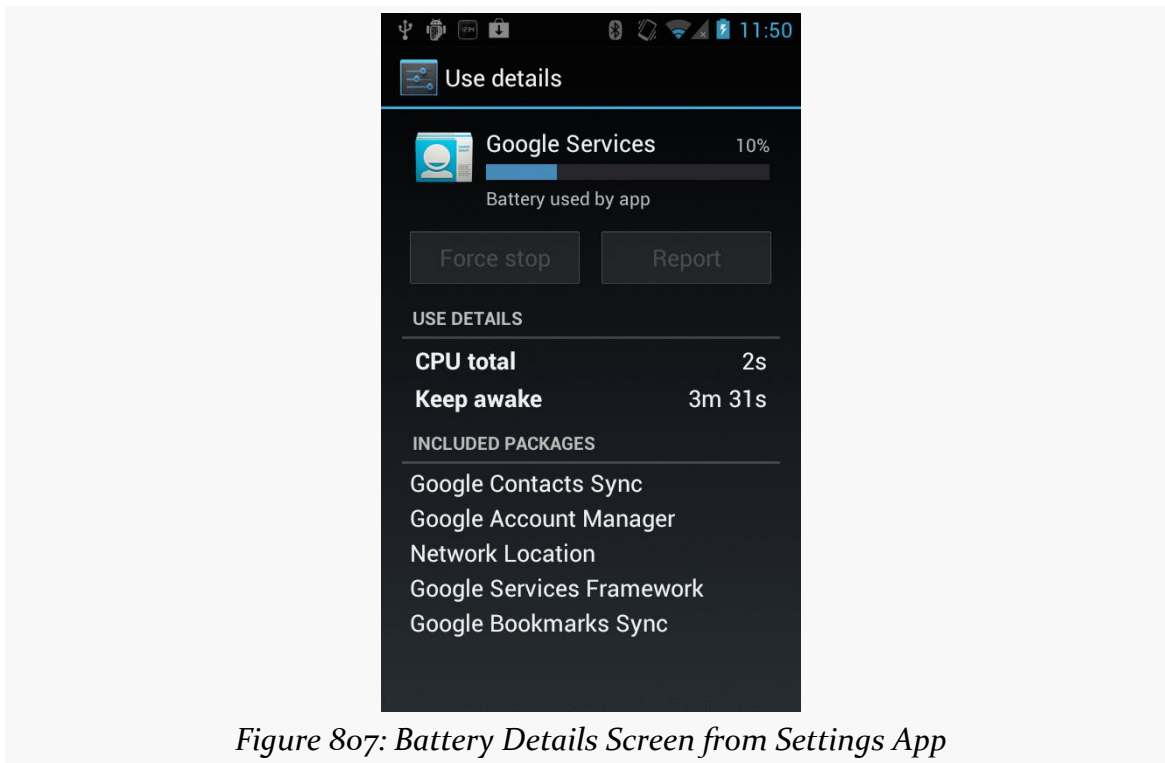 11:50
Use details
Google Services 10%
Battery used by app
Force stop Report
USE DETAILS
CPU total 2s
Keep awake 3m 31s
INCLUDED PACKAGES
Google Contacts Sync
Google Account Manager
Network Location
Google Services Framework
Google Bookmarks Sync
Figure 807: Battery Details Screen from Settings App